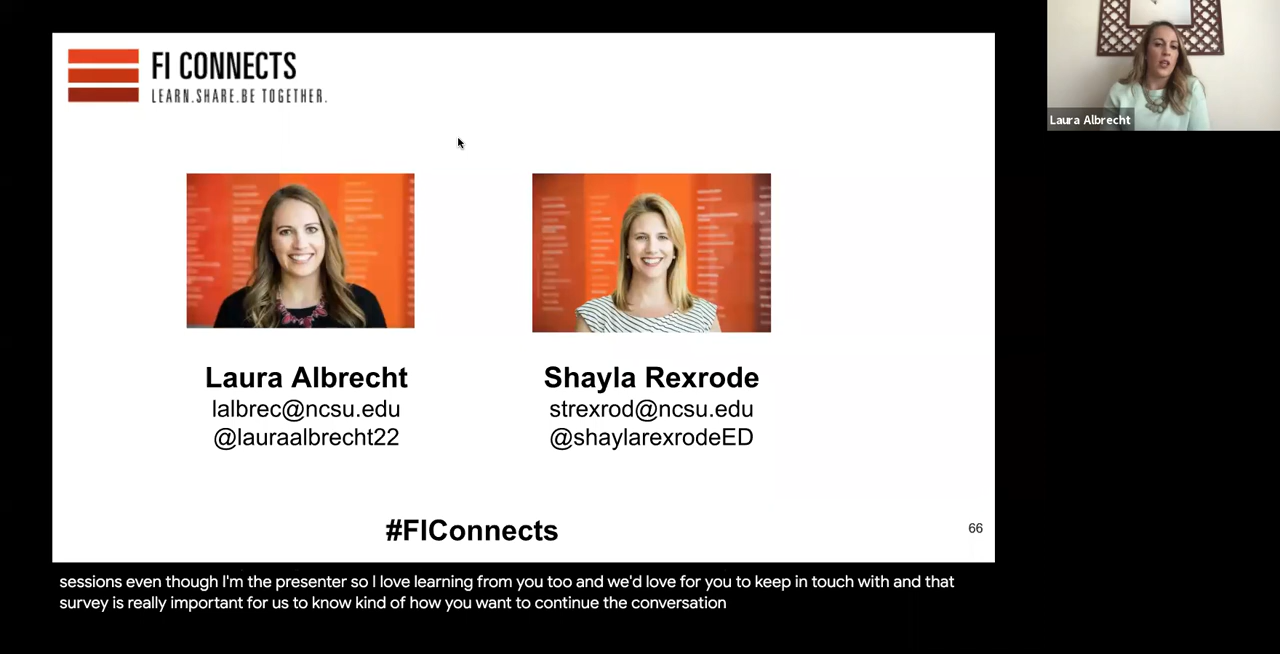 FI CONNECTS
LEARN.SHARE.BE TOGETHER.
Laura Albrecht
Laura Albrecht
lalbrec@ncsu.edu
@lauraalbrecht22
Shayla Rexrode
strexrod@ncsu.edu
@shaylarexrodeED
#FIConnects
66
sessions even though I'm the presenter so I love learning from you too and we'd love for you to keep in touch with and that
survey is really important for us to know kind of how you want to continue the conversation